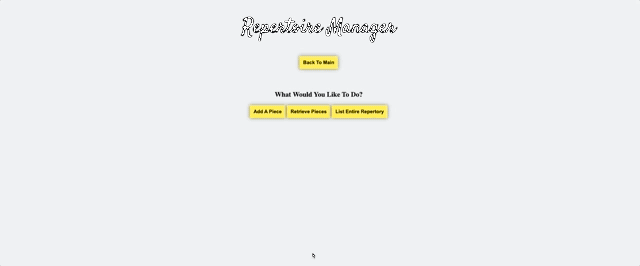 Repertoire Manager
Back To Main
What Would You Like To Do?
Add A Piece Retrieve Pieces List Entire Repertory